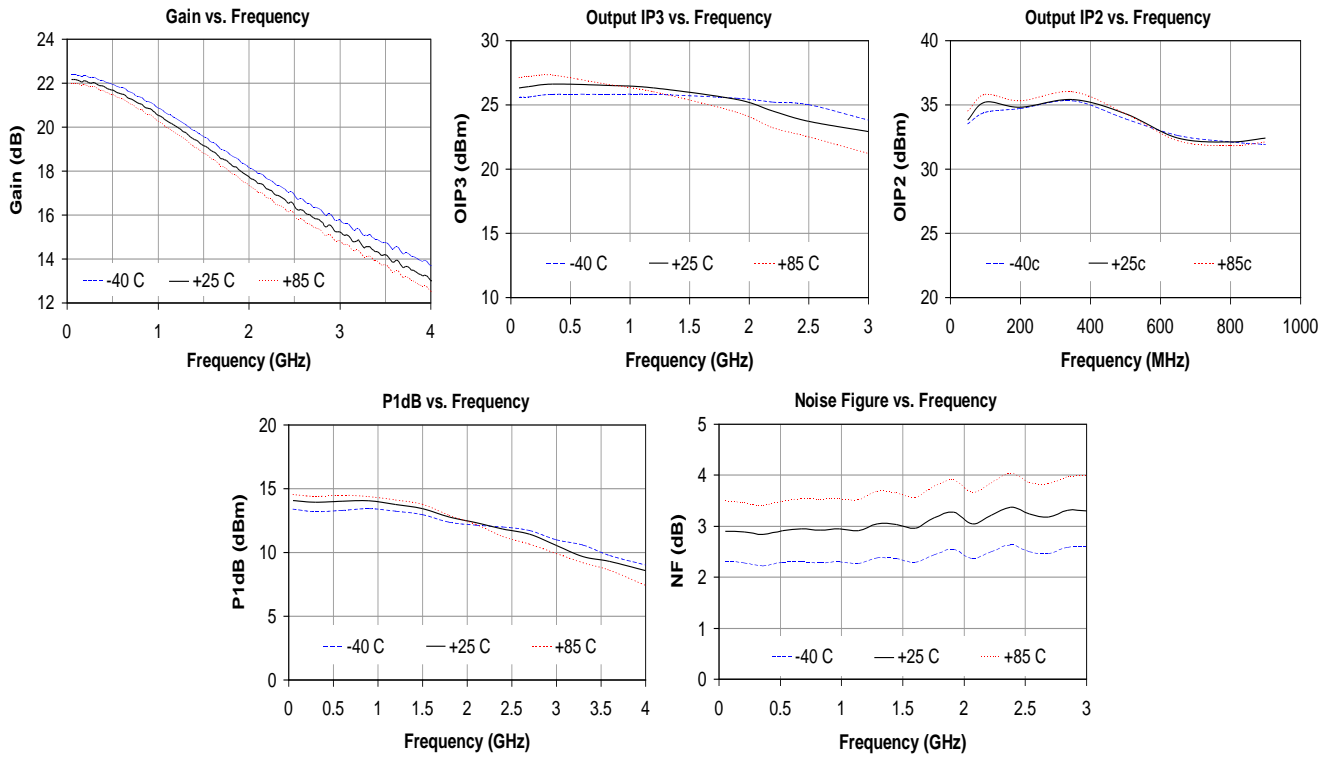 Gain vs. Frequency
24
22
20
18
16
14
12
Gain (dB)
-40 C
+25 C
+85 C
0 1 2 3 4
Frequency (GHz)
Output IP3 vs. Frequency
30
25
20
15
10
OIP3 (dBm)
-40 C
+25 C
+85 C
0 0.5 1 1.5 2 2.5 3
Frequency (GHz)
Output IP2 vs. Frequency
40
35
30
25
20
OIP2 (dBm)
-40c
+25c
+85c
0 200 400 600 800 1000
Frequency (MHz)
P1dB vs. Frequency
20
15
10
5
0
P1dB (dBm)
-40 C
+25 C
+85 C
0 0.5 1 1.5 2 2.5 3 3.5 4
Frequency (GHz)
Noise Figure vs. Frequency
5
4
3
2
1
0
NF (dB)
-40 C
+25 C
+85 C
0 0.5 1 1.5 2 2.5 3
Frequency (GHz)